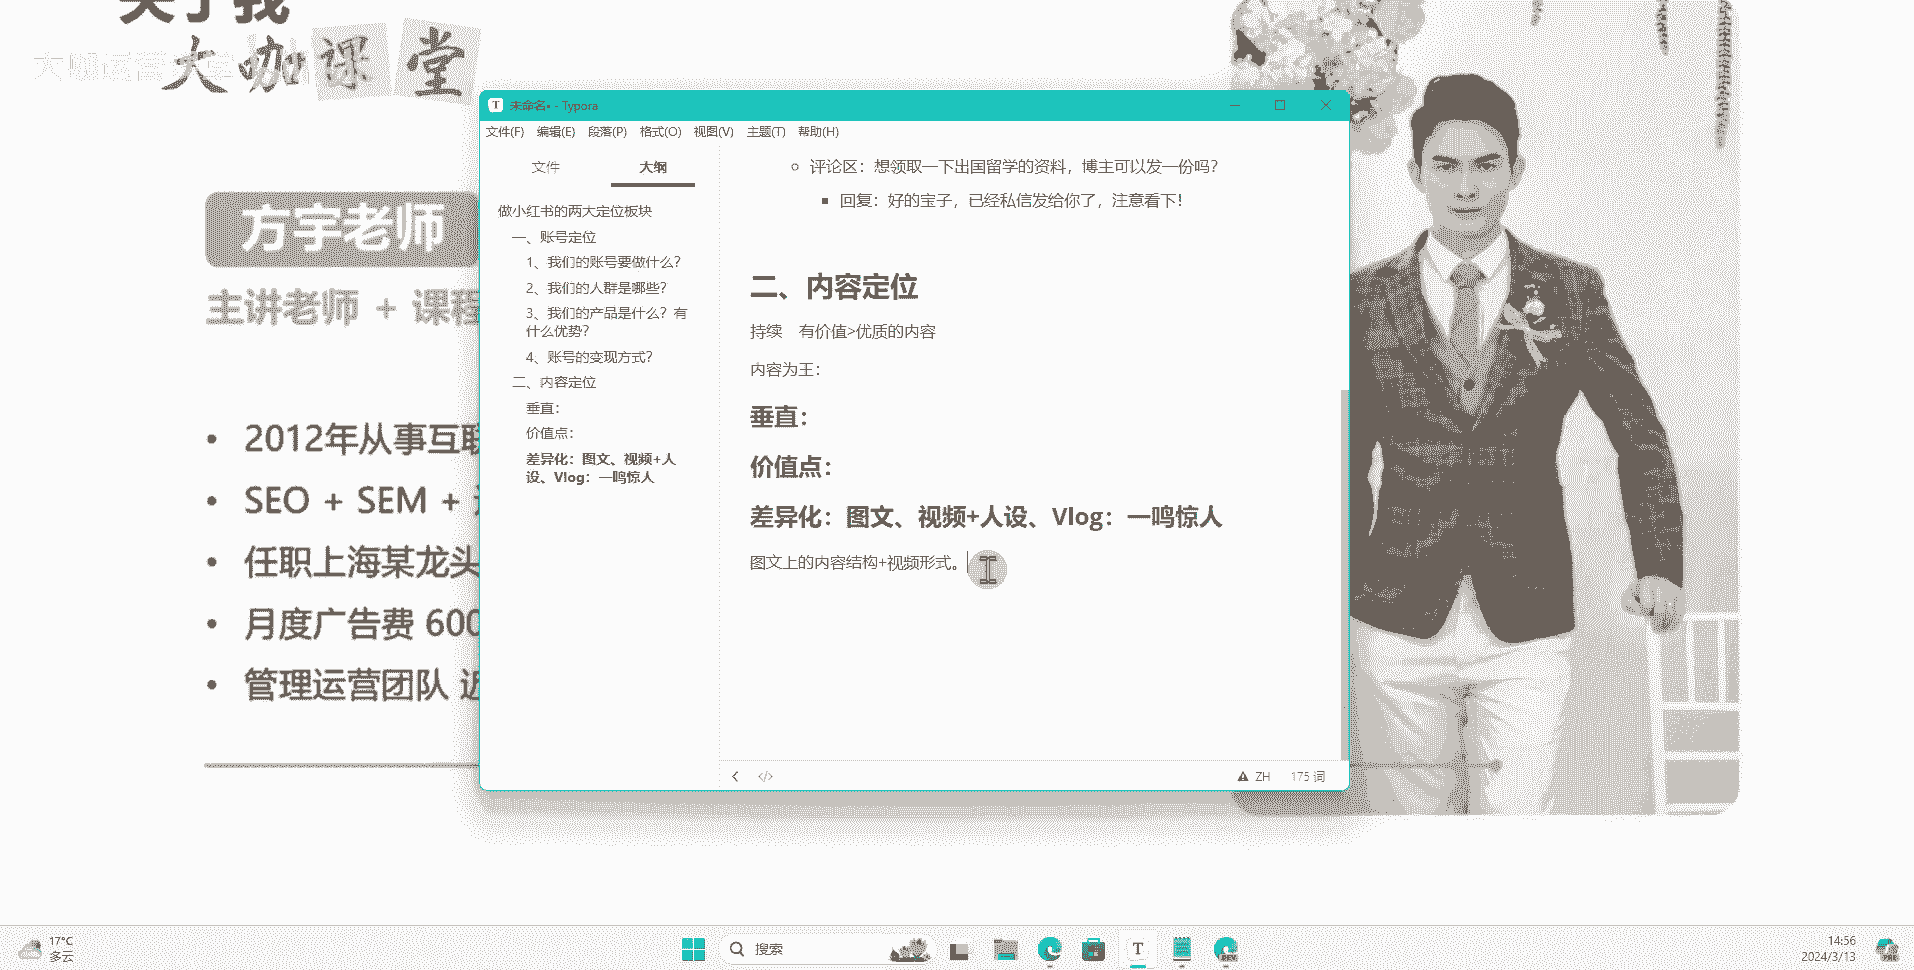 关于我
大咖课堂
方宇老师
主讲老师 + 课程
• 2012年从事互联
• SEO + SEM +
• 任职上海某龙头
• 月度广告费 600
• 管理运营团队 近
未命名• - Typora
文件(F) 编辑(E) 段落(P) 格式(O) 视图(V) 主题(T) 帮助(H)
文件 大纲
做小红书的两大定位板块
一、账号定位
1、我们的账号要做什么？
2、我们的人群是哪些？
3、我们的产品是什么？有
什么优势？
4、账号的变现方式？
二、内容定位
垂直：
价值点：
差异化：图文、视频+人
设、Vlog：一鸣惊人
评论区：想领取一下出国留学的资料，博主可以发一份吗？
回复：好的宝子，已经私信发给你了，注意看下！
二、内容定位
持续 有价值>优质的内容
内容为王：
垂直：
价值点：
差异化：图文、视频+人设、Vlog：一鸣惊人
图文上的内容结构+视频形式。
ZH 175 词
17°C
多云
搜索
14:56
2024/3/13